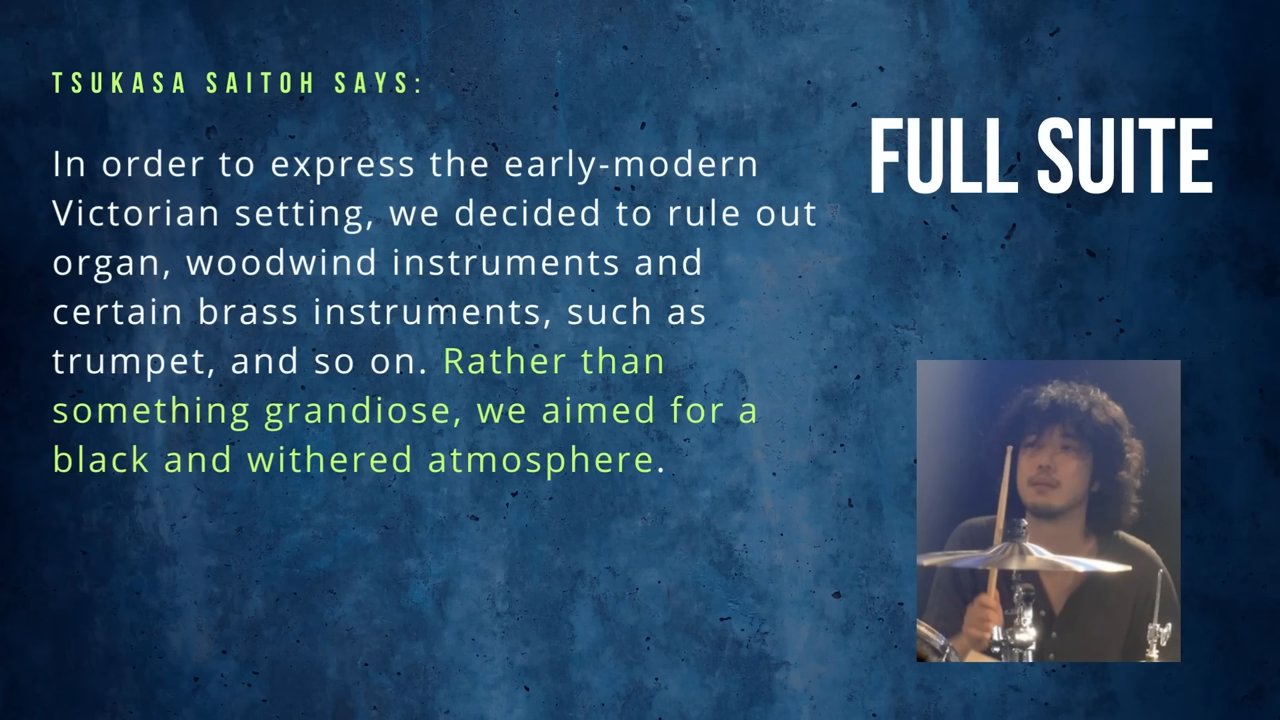 TSUKASA SAITOH SAYS:
In order to express the early-modern
Victorian setting, we decided to rule out
organ, woodwind instruments and
certain brass instruments, such as
trumpet, and so on. Rather than
something grandiose, we aimed for a
black and withered atmosphere.
FULL SUITE